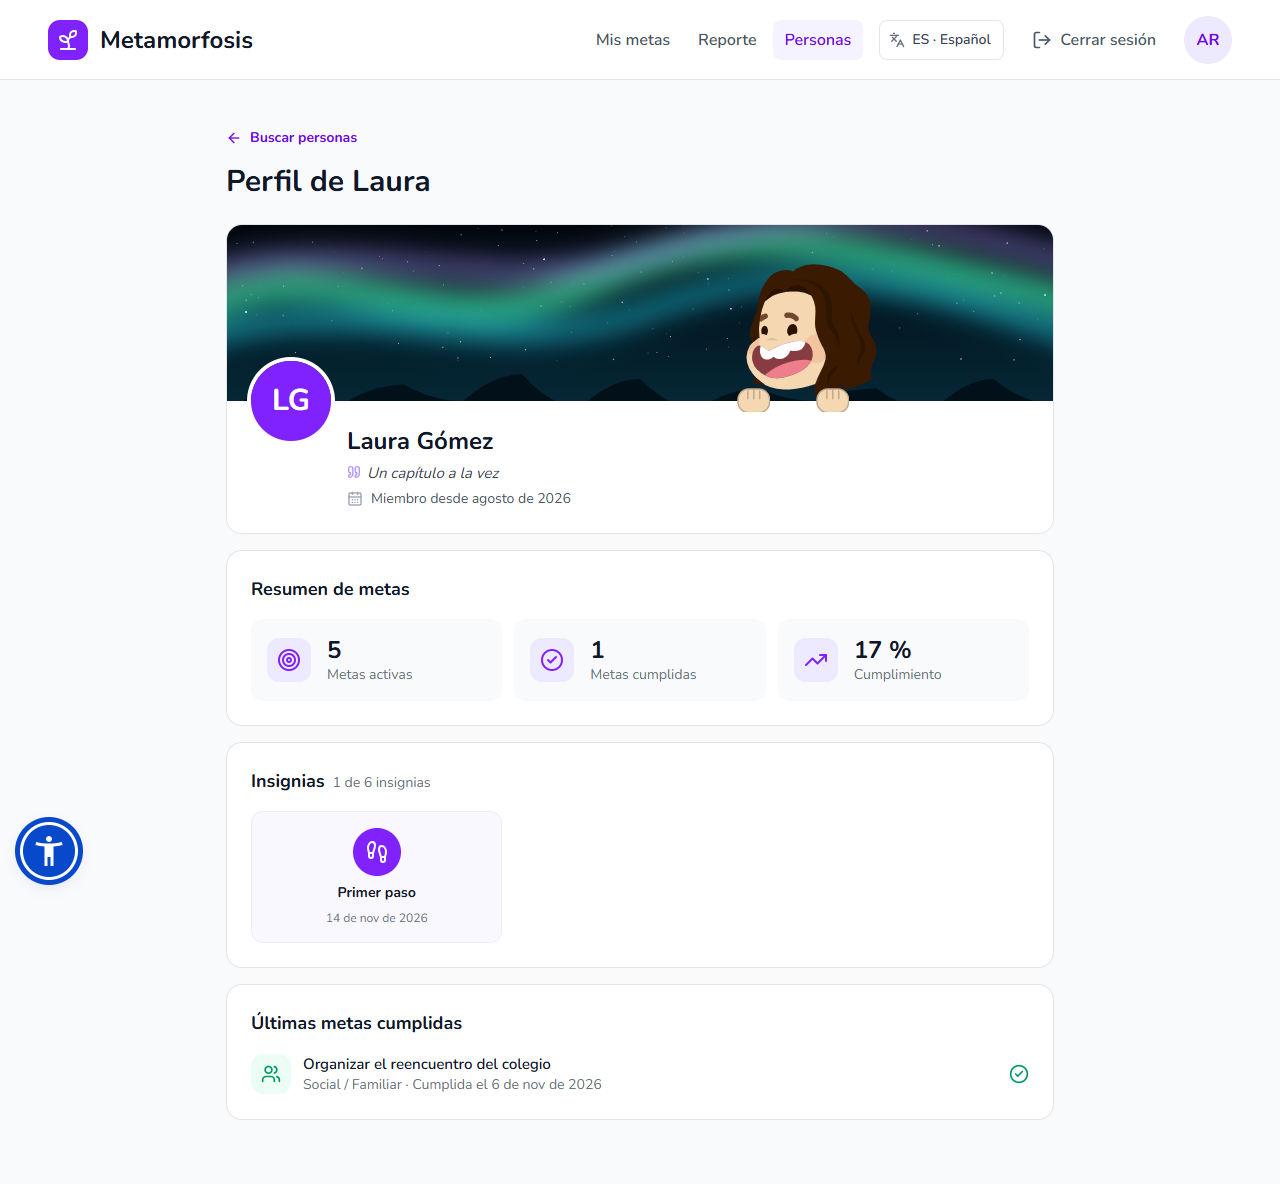 Metamorfosis
Mis metas
Reporte
Personas
ES · Español
Cerrar sesión
AR
Buscar personas
Perfil de Laura
LG
Laura Gómez
Un capítulo a la vez
Miembro desde agosto de 2026
Resumen de metas
5
Metas activas
1
Metas cumplidas
17 %
Cumplimiento
Insignias 1 de 6 insignias
Primer paso
14 de nov de 2026
Últimas metas cumplidas
Organizar el reencuentro del colegio
Social / Familiar · Cumplida el 6 de nov de 2026